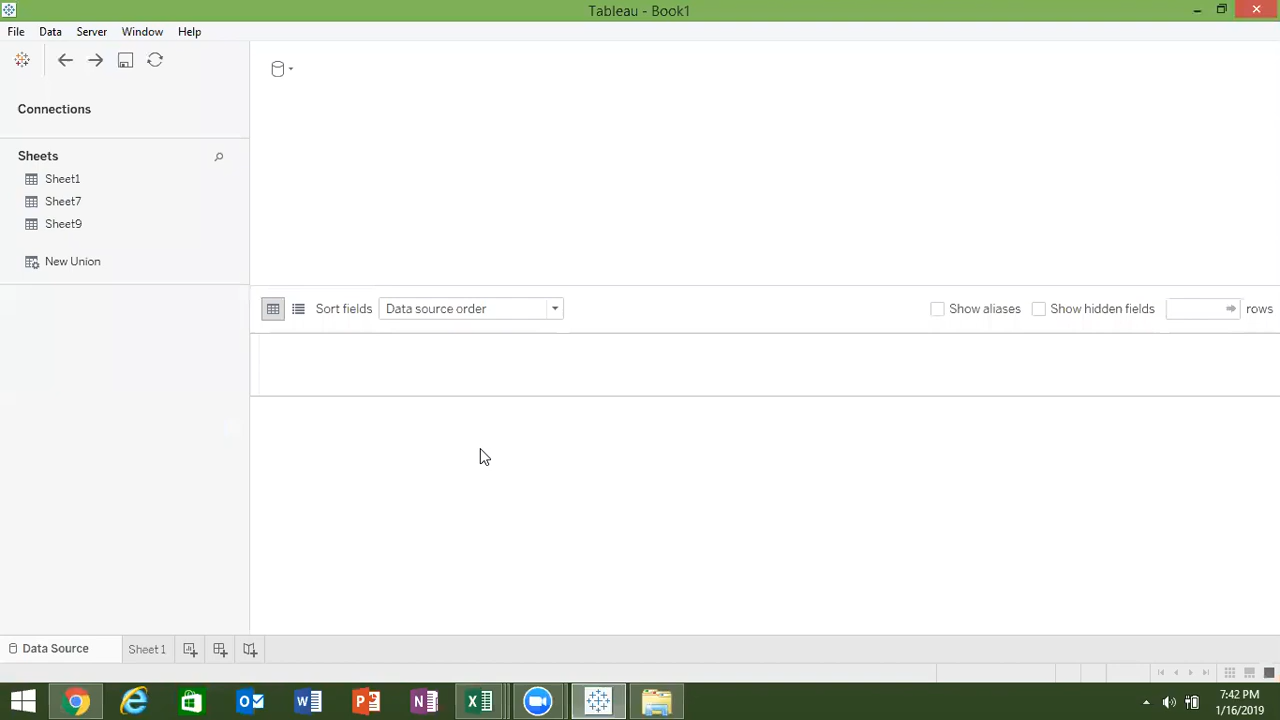 Tableau - Book1
File Data Server Window Help
Connections
Sheets
Sheet1
Sheet7
Sheet9
New Union
Sort fields Data source order Show aliases Show hidden fields rows
Data Source Sheet 1
7:42 PM
1/16/2019